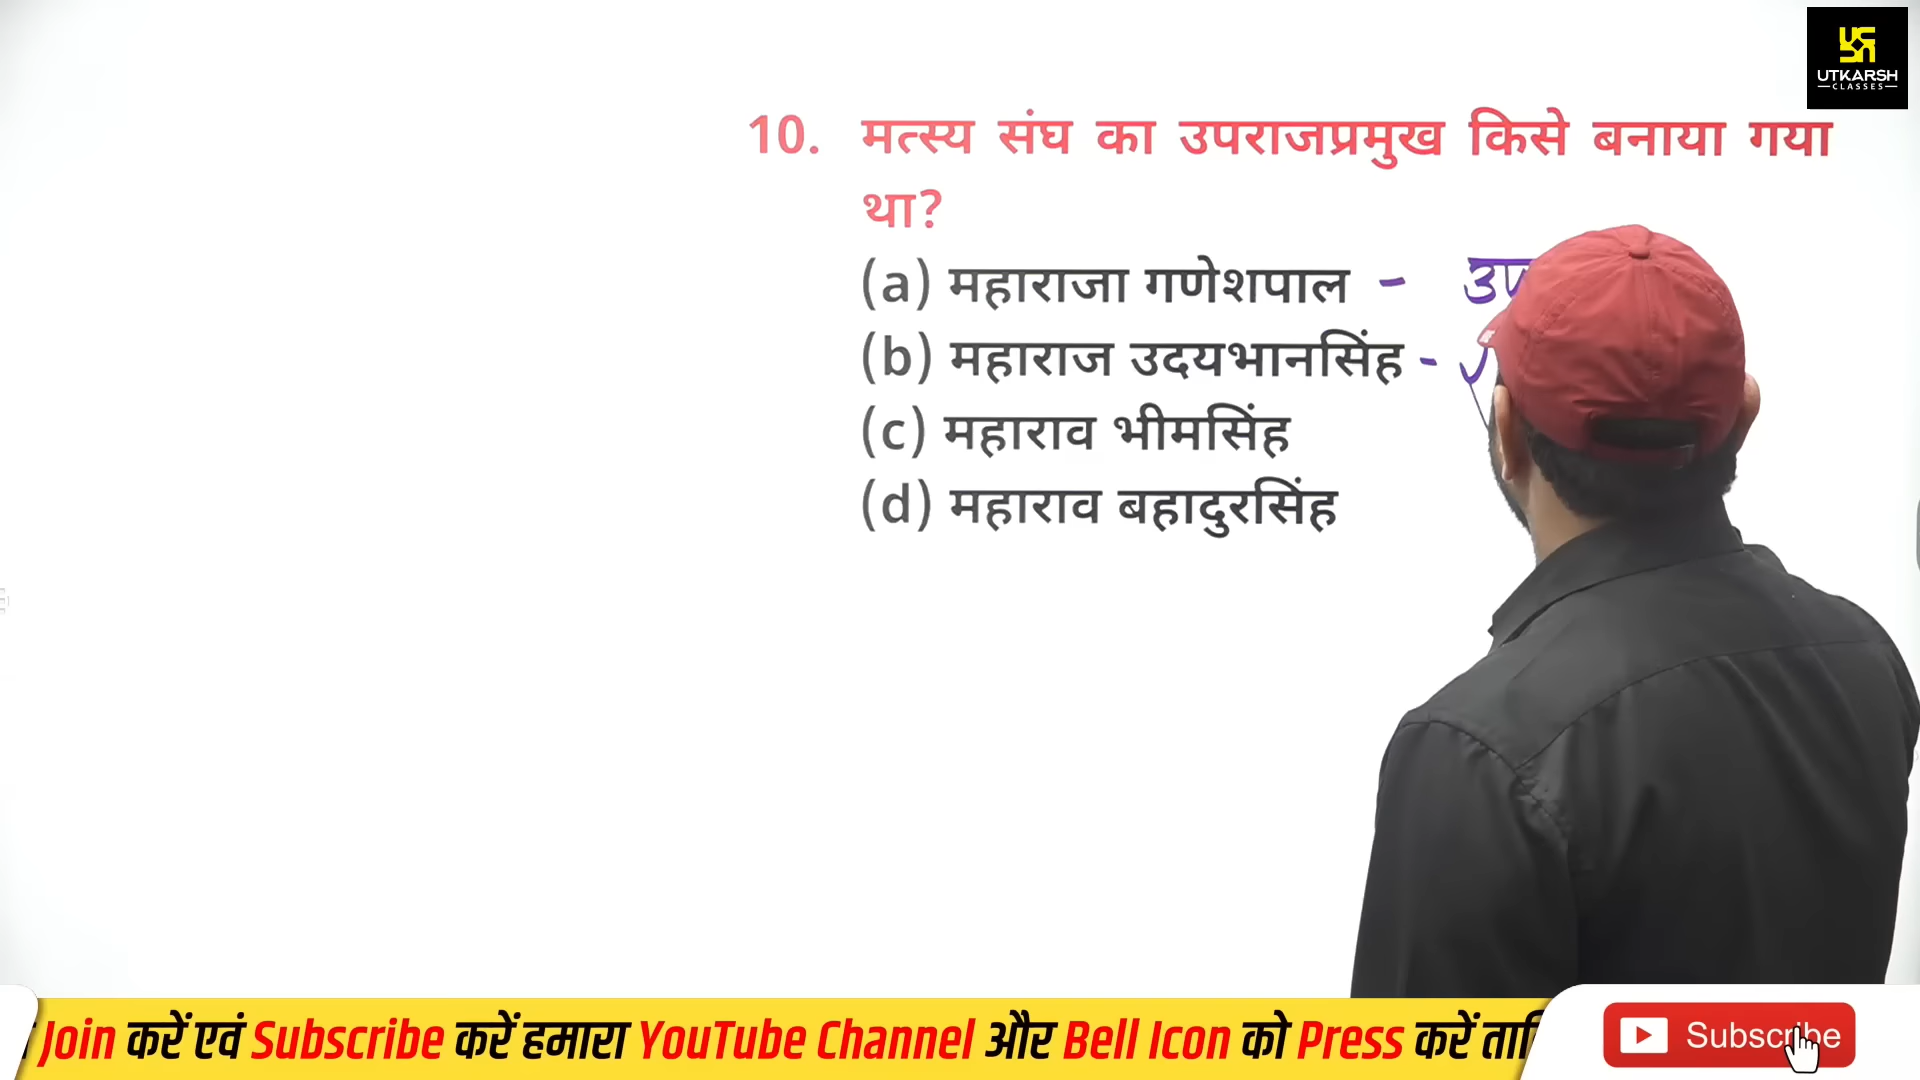 UTKARSH
CLASSES
10. मत्स्य संघ का उपराजप्रमुख किसे बनाया गया
था?
(a) महाराजा गणेशपाल -
(b) महाराज उदयभानसिंह -
(c) महाराव भीमसिंह
(d) महाराव बहादुरसिंह
Join करें एवं Subscribe करें हमारा YouTube Channel और Bell Icon को Press करें
Subscribe